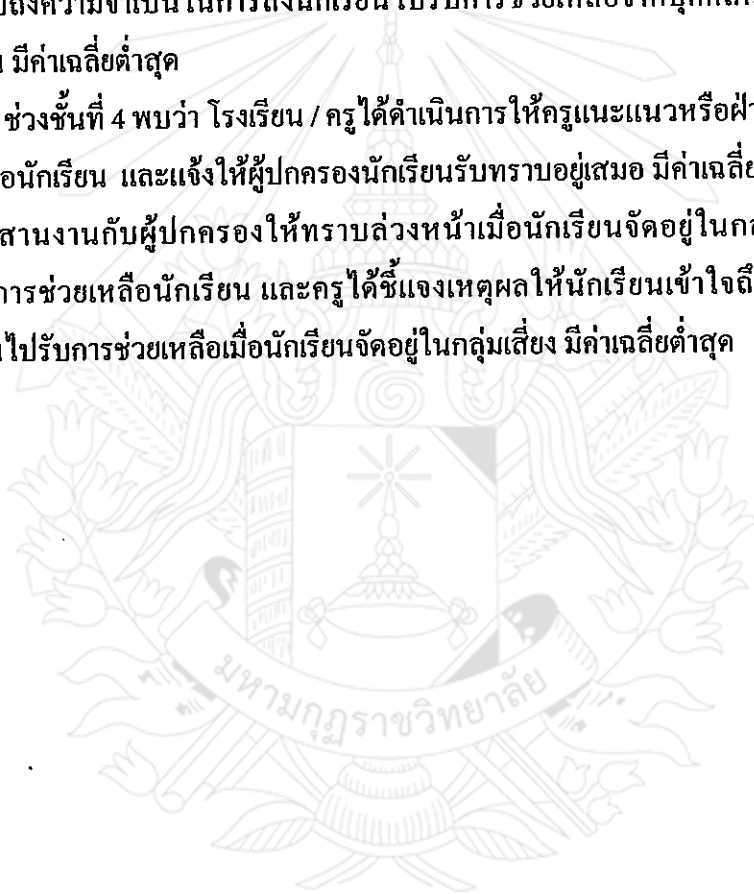 ถึงความจำเป็นในการส่งนักเรียนไปรับการช่วยเหลือจาก
มีค่าเฉลี่ยต่ำสุด
ช่วงชั้นที่ 4 พบว่า โรงเรียน / ครูได้ดำเนินการให้ครูแนะแนวหรือฝ่า
อนักเรียน และแจ้งให้ผู้ปกครองนักเรียนรับทราบอยู่เสมอ มีค่าเฉลี่ย
สานงานกับผู้ปกครองให้ทราบล่วงหน้าเมื่อนักเรียนจัดอยู่ในก
การช่วยเหลือนักเรียน และครูได้ชี้แจงเหตุผลให้นักเรียนเข้าใจถึ
ไปรับการช่วยเหลือเมื่อนักเรียนจัดอยู่ในกลุ่มเสี่ยง มีค่าเฉลี่ยต่ำสุด
มหามกุฏราชวิทยาลัย